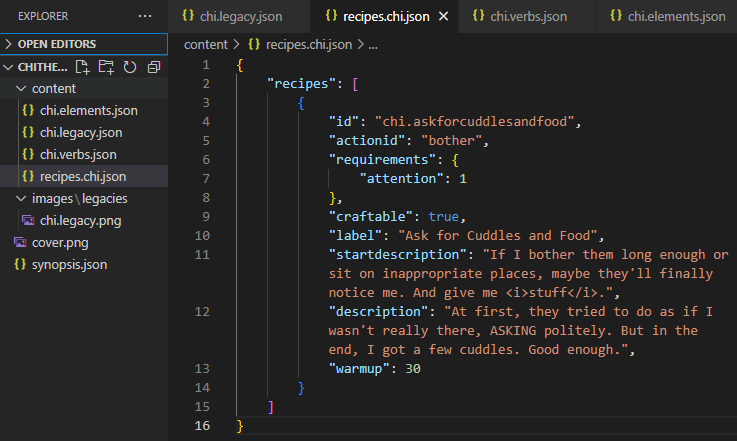 EXPLORER ...
OPEN EDITORS
CHITHE...
content
{} chi.elements.json
{} chi.legacy.json
{} chi.verbs.json
{} recipes.chi.json
images\legacies
chi.legacy.png
cover.png
{} synopsis.json
{} chi.legacy.json {} recipes.chi.json × {} chi.verbs.json {} chi.elements.json
content > {} recipes.chi.json > ...
1 {
2 "recipes": [
3 {
4 "id": "chi.askforcuddlesandfood",
5 "actionid": "bother",
6 "requirements": {
7 "attention": 1
8 },
9 "craftable": true,
10 "label": "Ask for Cuddles and Food",
11 "startdescription": "If I bother them long enough or
sit on inappropriate places, maybe they'll finally
notice me. And give me <i>stuff</i>.",
12 "description": "At first, they tried to do as if I
wasn't really there, ASKING politely. But in the
end, I got a few cuddles. Good enough.",
13 "warmup": 30
14 }
15 ]
16 }